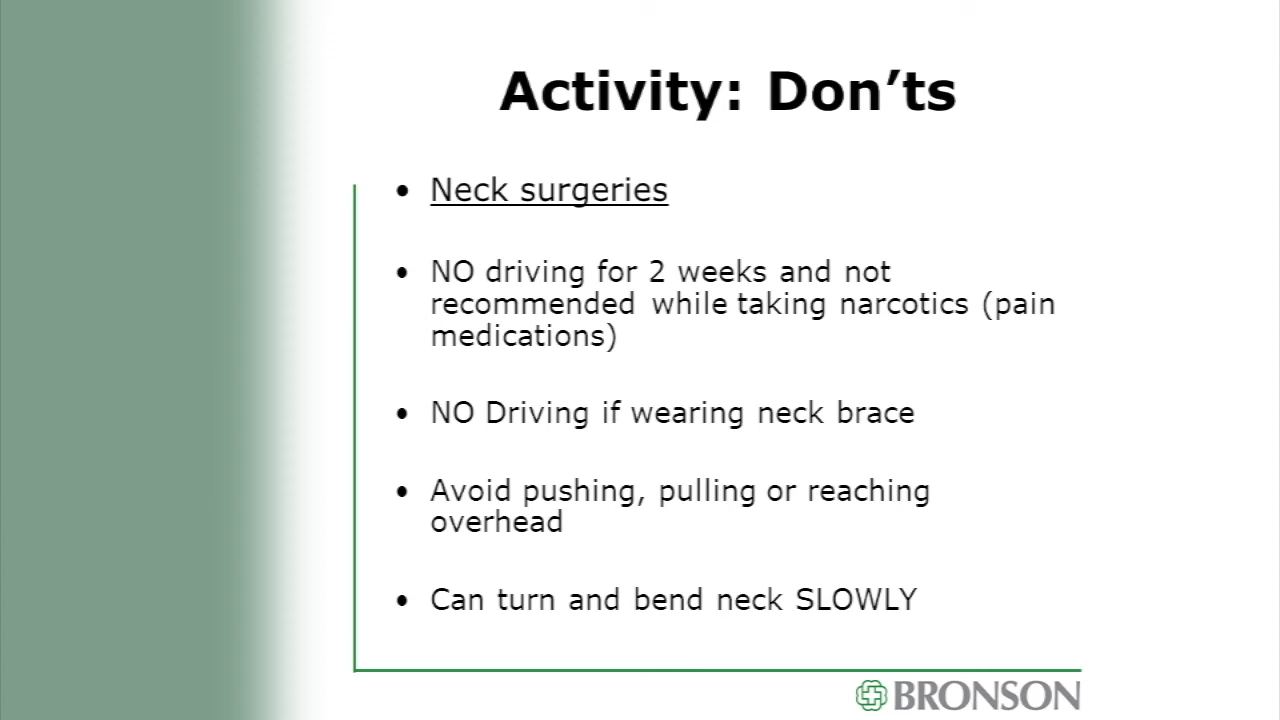 Activity: Don’ts
• Neck surgeries
• NO driving for 2 weeks and not
recommended while taking narcotics (pain
medications)
• NO Driving if wearing neck brace
• Avoid pushing, pulling or reaching
overhead
• Can turn and bend neck SLOWLY
BRONSON